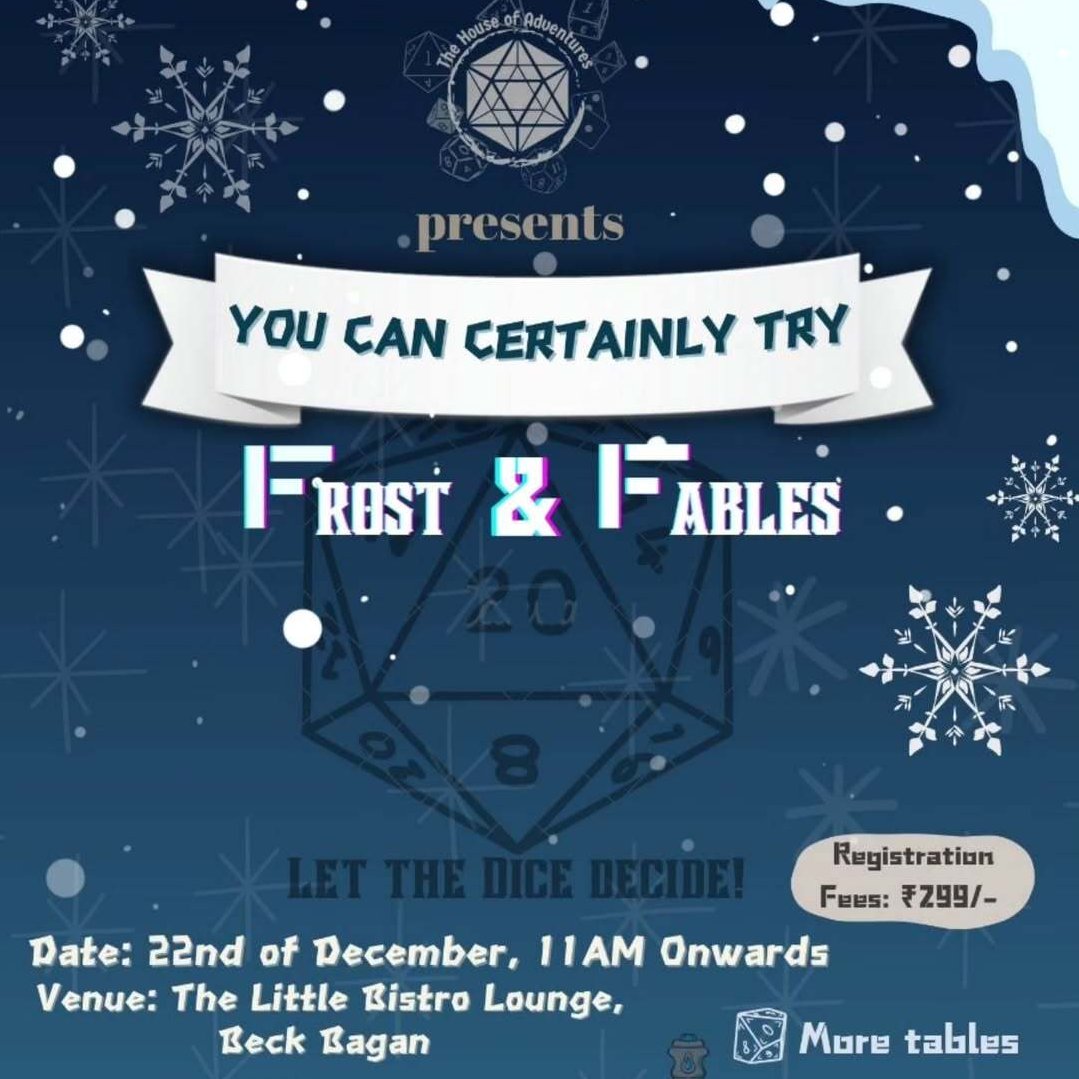 The House of Adventures
presents
YOU CAN CERTAINLY TRY
FROST & FABLES
20
8
LET THE DICE DECIDE!
Registration
Fees: ₹299/-
Date: 22nd of December, 11AM Onwards
Venue: The Little Bistro Lounge,
Beck Bagan
More tables